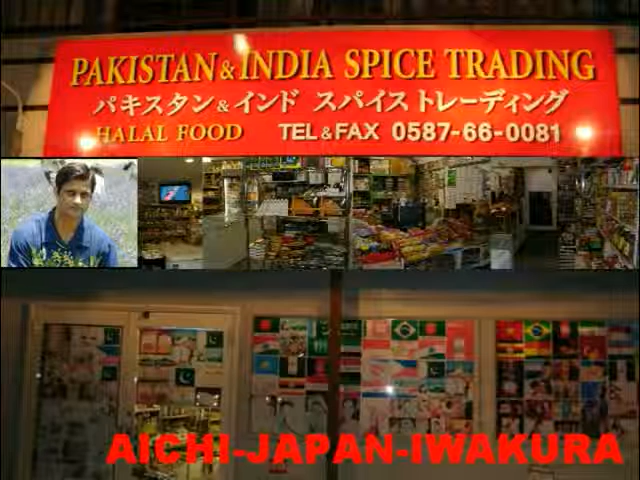 PAKISTAN & INDIA SPICE TRADING
パキスタン & インド スパイス トレーディング
HALAL FOOD TEL & FAX 0587-66-0081
AICHI-JAPAN-IWAKURA